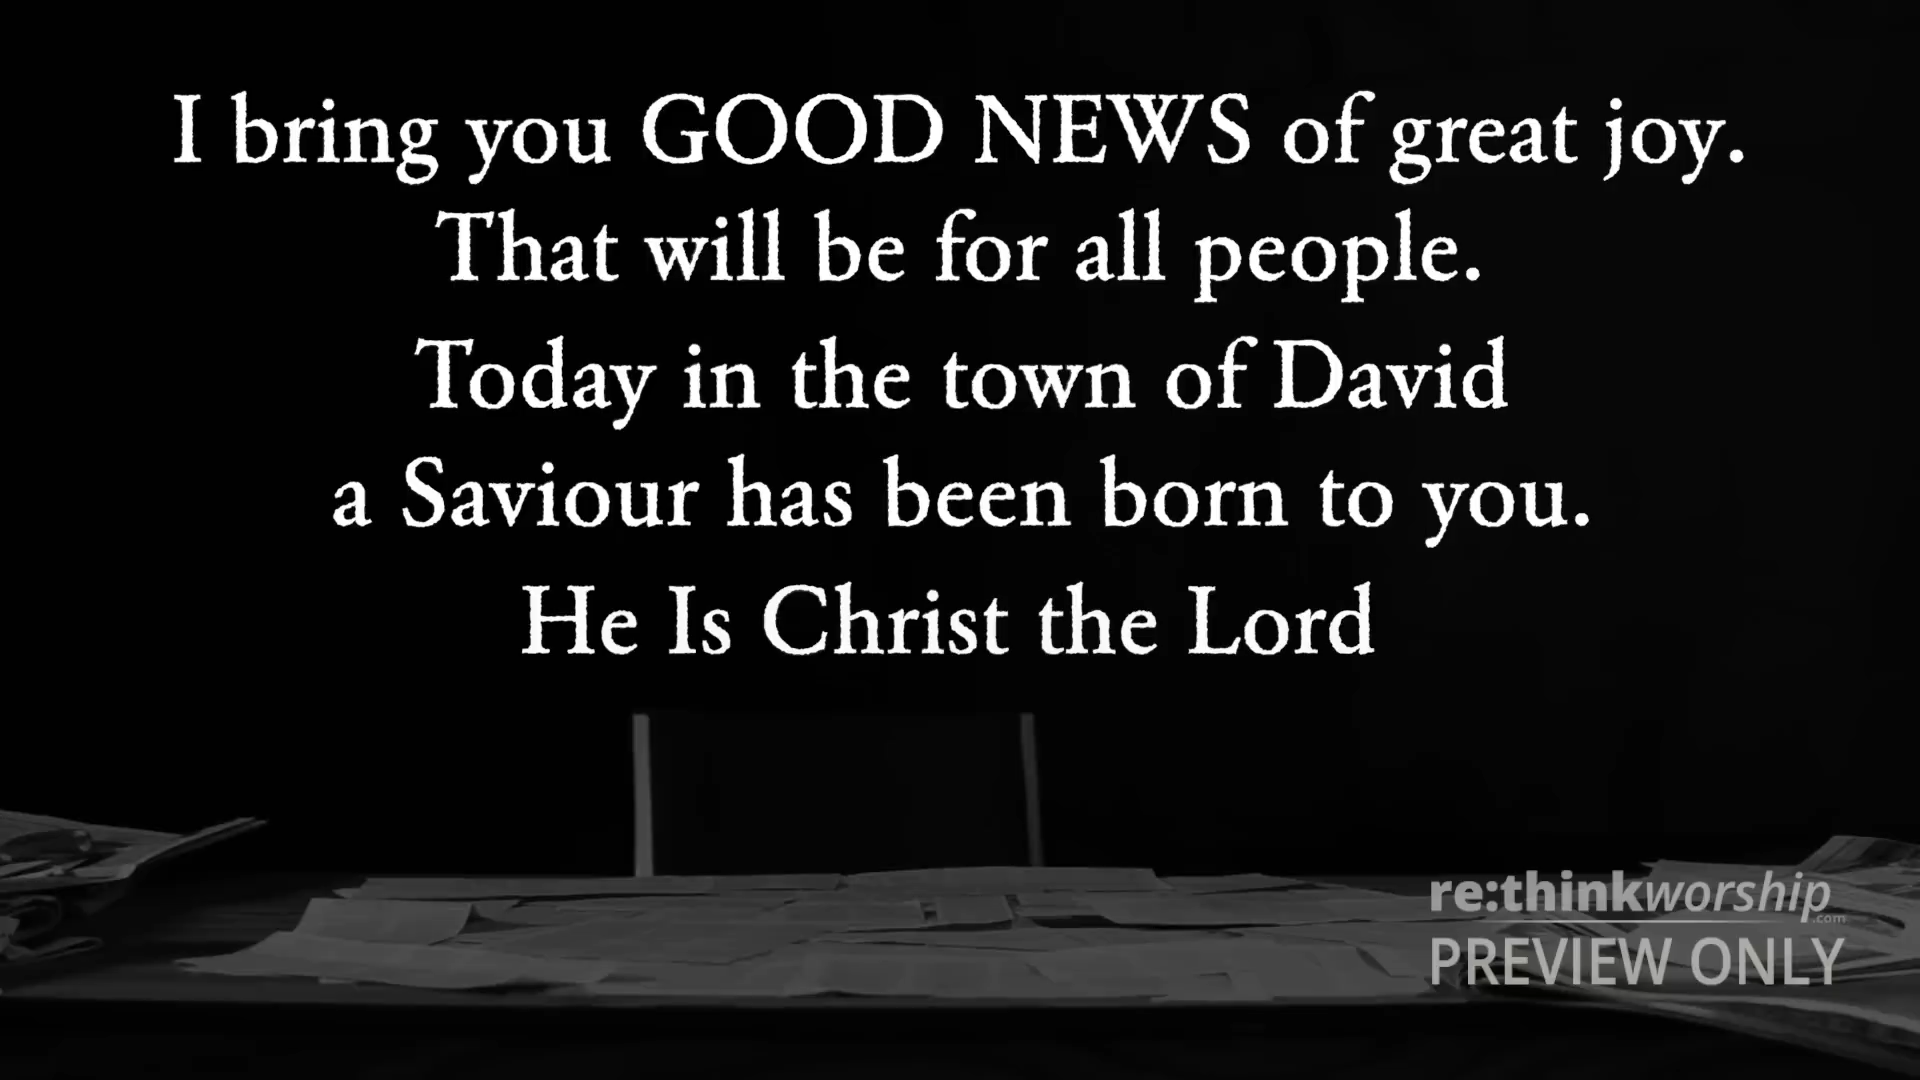 I bring you GOOD NEWS of great joy.
That will be for all people.
Today in the town of David
a Saviour has been born to you.
He Is Christ the Lord
re:thinkworship
.com
PREVIEW ONLY